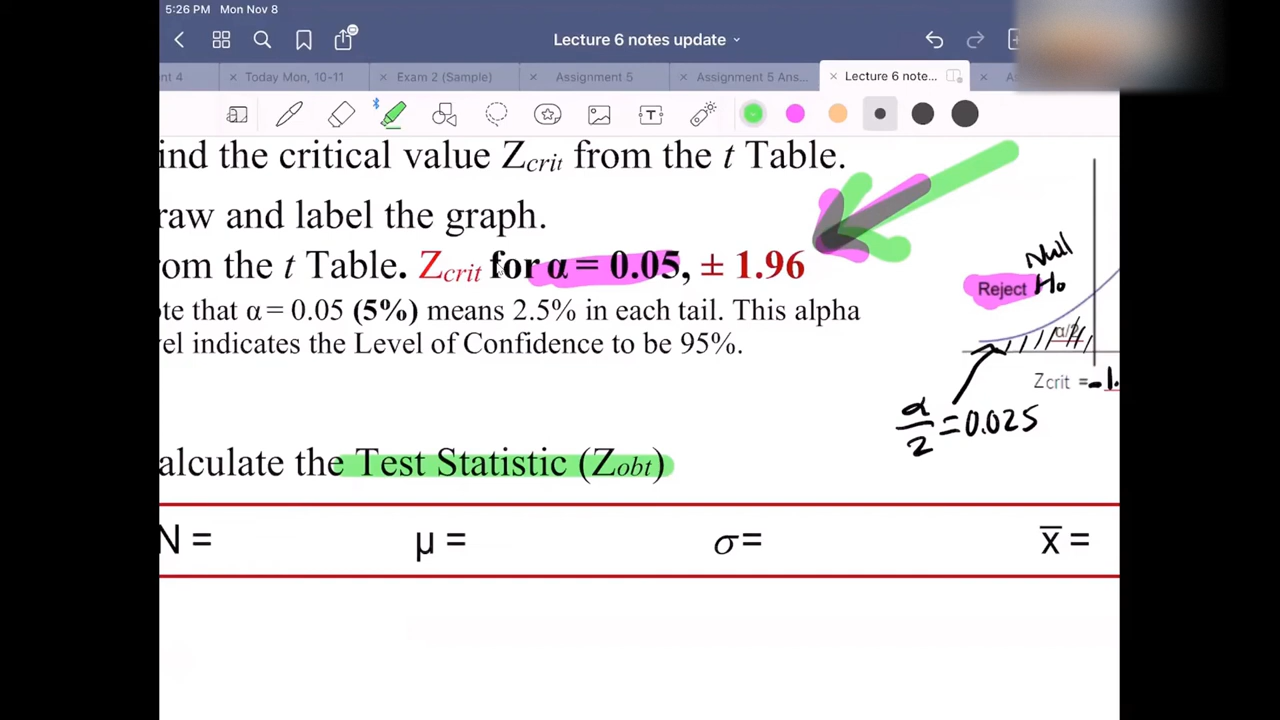 5:26 PM Mon Nov 8
Lecture 6 notes update
nt 4 × Today Mon, 10-11 × Exam 2 (Sample) × Assignment 5 × Assignment 5 Ans... × Lecture 6 note... ×
ind the critical value Zcrit from the t Table.
raw and label the graph.
om the t Table. Zcrit for α = 0.05, ± 1.96
te that α = 0.05 (5%) means 2.5% in each tail. This alpha
vel indicates the Level of Confidence to be 95%.
Null
Reject Ho
α/2
Zcrit = -1.
α/2 = 0.025
alculate the Test Statistic (Zobt)
N = μ = σ= x̅ =